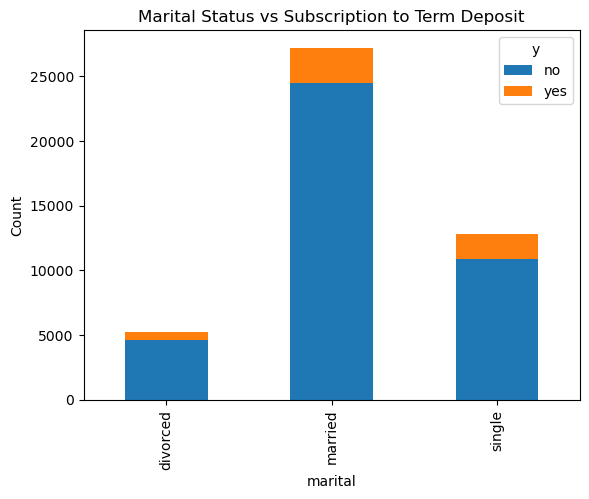 Marital Status vs Subscription to Term Deposit
y
no
yes
Count
25000
20000
15000
10000
5000
0
divorced
married
single
marital